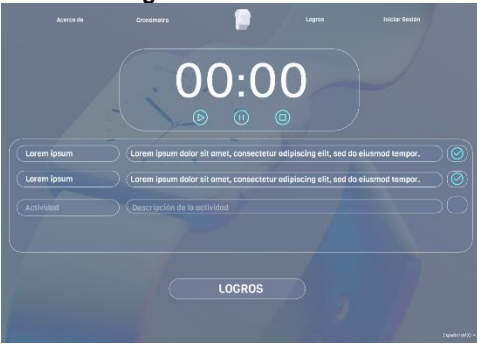 Acerca de
Cronómetro
Logros
Iniciar Sesión
00:00
Lorem ipsum
Lorem ipsum dolor sit amet, consectetur adipiscing elit, sed do eiusmod tempor.
Lorem ipsum
Lorem ipsum dolor sit amet, consectetur adipiscing elit, sed do eiusmod tempor.
Actividad
Descripción de la actividad
LOGROS
Español (MX)